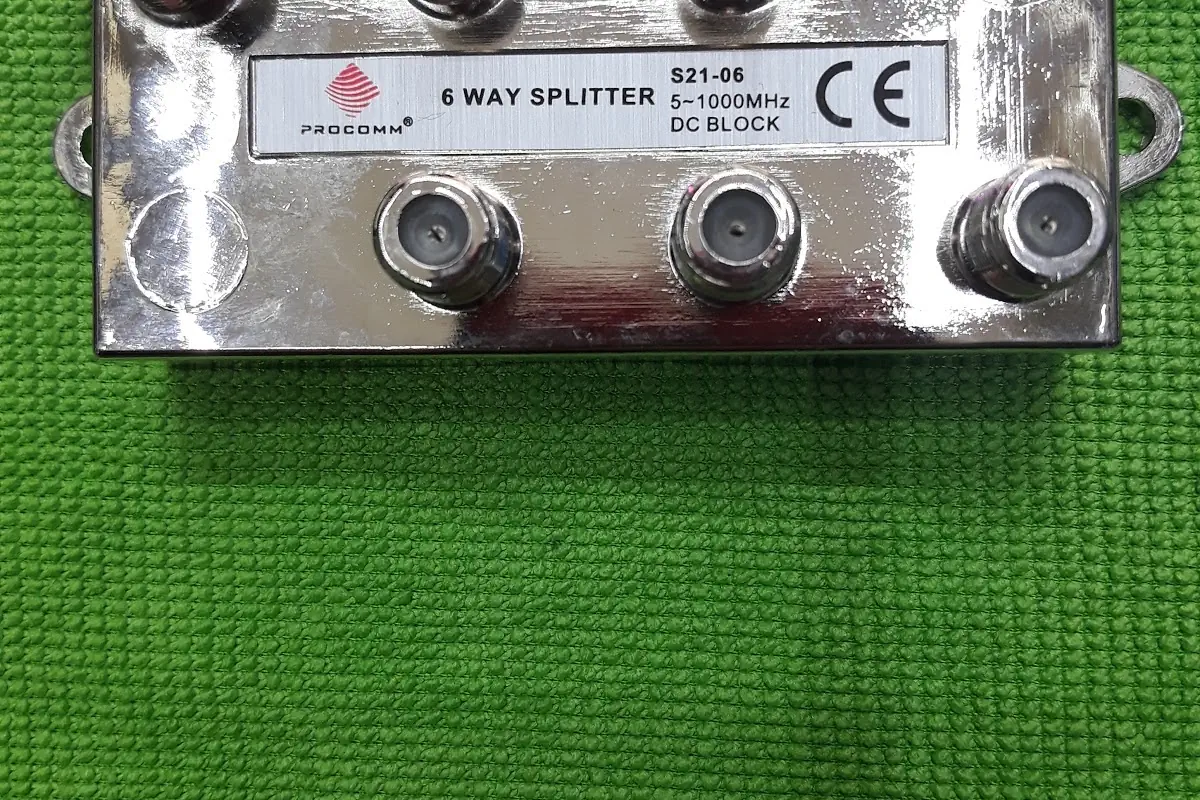 PROCOMM®
6 WAY SPLITTER
S21-06
5~1000MHz
DC BLOCK
CE